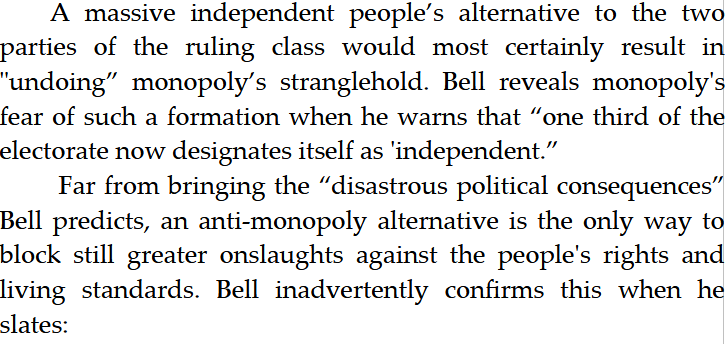 A massive independent people’s alternative to the two
parties of the ruling class would most certainly result in
"undoing” monopoly’s stranglehold. Bell reveals monopoly's
fear of such a formation when he warns that “one third of the
electorate now designates itself as 'independent.”
Far from bringing the “disastrous political consequences”
Bell predicts, an anti-monopoly alternative is the only way to
block still greater onslaughts against the people's rights and
living standards. Bell inadvertently confirms this when he
slates: